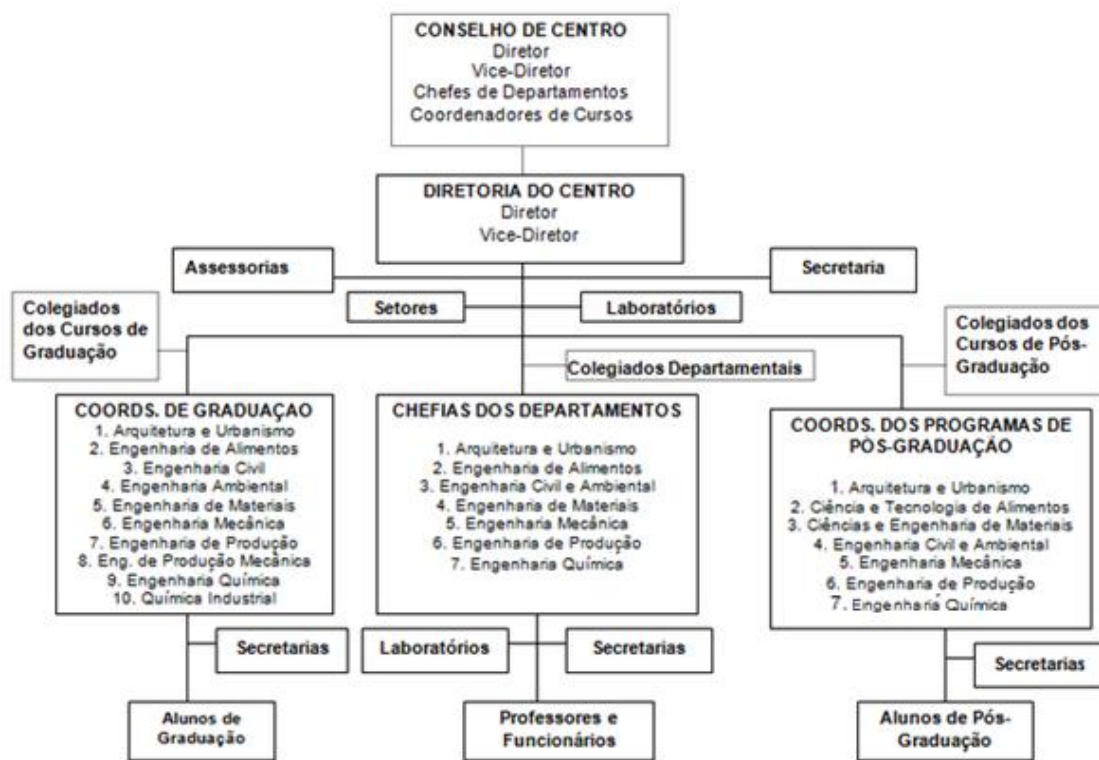 CONSELHO DE CENTRO
Diretor
Vice-Diretor
Chefes de Departamentos
Coordenadores de Cursos
DIRETORIA DO CENTRO
Diretor
Vice-Diretor
Assessorias
Secretaria
Setores
Laboratórios
Colegiados
dos Cursos de
Graduação
Colegiados dos
Cursos de Pós-
Graduação
Colegiados Departamentais
COORDS. DE GRADUAÇAO
1. Arquitetura e Urbanismo
2. Engenharia de Alimentos
3. Engenharia Civil
4. Engenharia Ambiental
5. Engenharia de Materiais
6. Engenharia Mecânica
7. Engenharia de Produção
8. Eng. de Produção Mecânica
9. Engenharia Química
10. Química Industrial
CHEFIAS DOS DEPARTAMENTOS
1. Arquitetura e Urbanismo
2. Engenharia de Alimentos
3. Engenharia Civil e Ambiental
4. Engenharia de Materiais
5. Engenharia Mecânica
6. Engenharia de Produção
7. Engenharia Química
COORDS. DOS PROGRAMAS DE
PÓS-GRADUAÇÃO
1. Arquitetura e Urbanismo
2. Ciência e Tecnologia de Alimentos
3. Ciências e Engenharia de Materiais
4. Engenharia Civil e Ambiental
5. Engenharia Mecânica
6. Engenharia de Produção
7. Engenharia Química
Secretarias
Laboratórios
Secretarias
Secretarias
Alunos de
Graduação
Professores e
Funcionários
Alunos de Pós-
Graduação